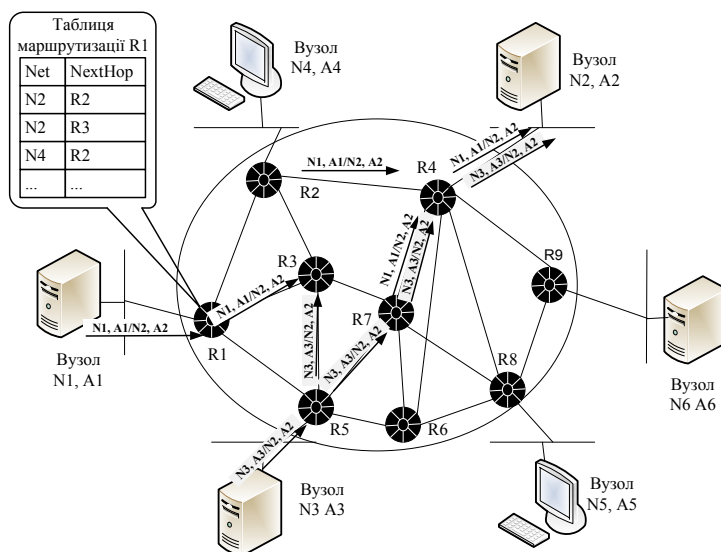 Таблиця
маршрутизації R1
Net NextHop
N2 R2
N2 R3
N4 R2
... ...
Вузол
N4, A4
Вузол
N2, A2
N1, A1/N2, A2
N1, A1/N2, A2
N3, A3/N2, A2
R2
R4
R3
N1, A1/N2, A2
N1, A1/N2, A2
N3, A3/N2, A2
R9
N1, A1/N2, A2
R1
R7
N3, A3/N2, A2
N3, A3/N2, A2
R8
Вузол
N1, A1
Вузол
N6 A6
R5
R6
N3, A3/N2, A2
Вузол
N3 A3
Вузол
N5, A5